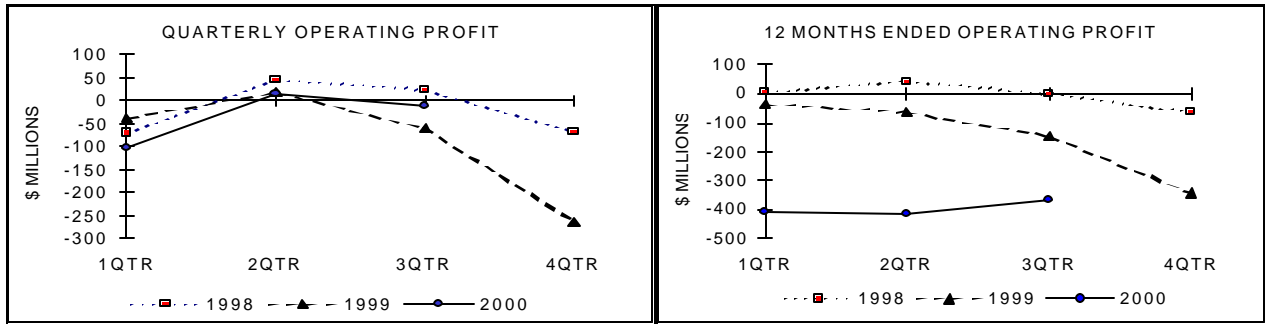 QUARTERLY OPERATING PROFIT
$ MILLIONS
100
50
0
-50
-100
-150
-200
-250
-300
1QTR 2QTR 3QTR 4QTR
1998 1999 2000
12 MONTHS ENDED OPERATING PROFIT
$ MILLIONS
100
0
-100
-200
-300
-400
-500
1QTR 2QTR 3QTR 4QTR
1998 1999 2000